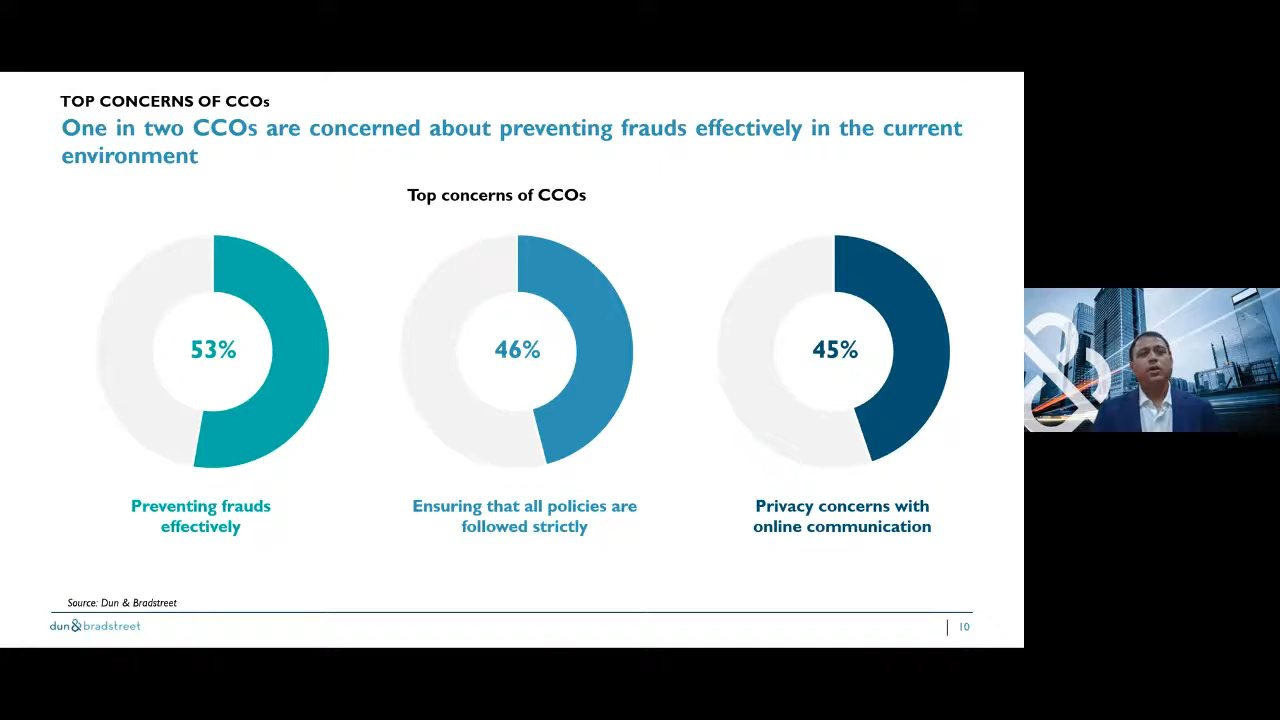 TOP CONCERNS OF CCOs
One in two CCOs are concerned about preventing frauds effectively in the current
environment
Top concerns of CCOs
53%
46%
45%
Preventing frauds
effectively
Ensuring that all policies are
followed strictly
Privacy concerns with
online communication
Source: Dun & Bradstreet
dun&bradstreet
10